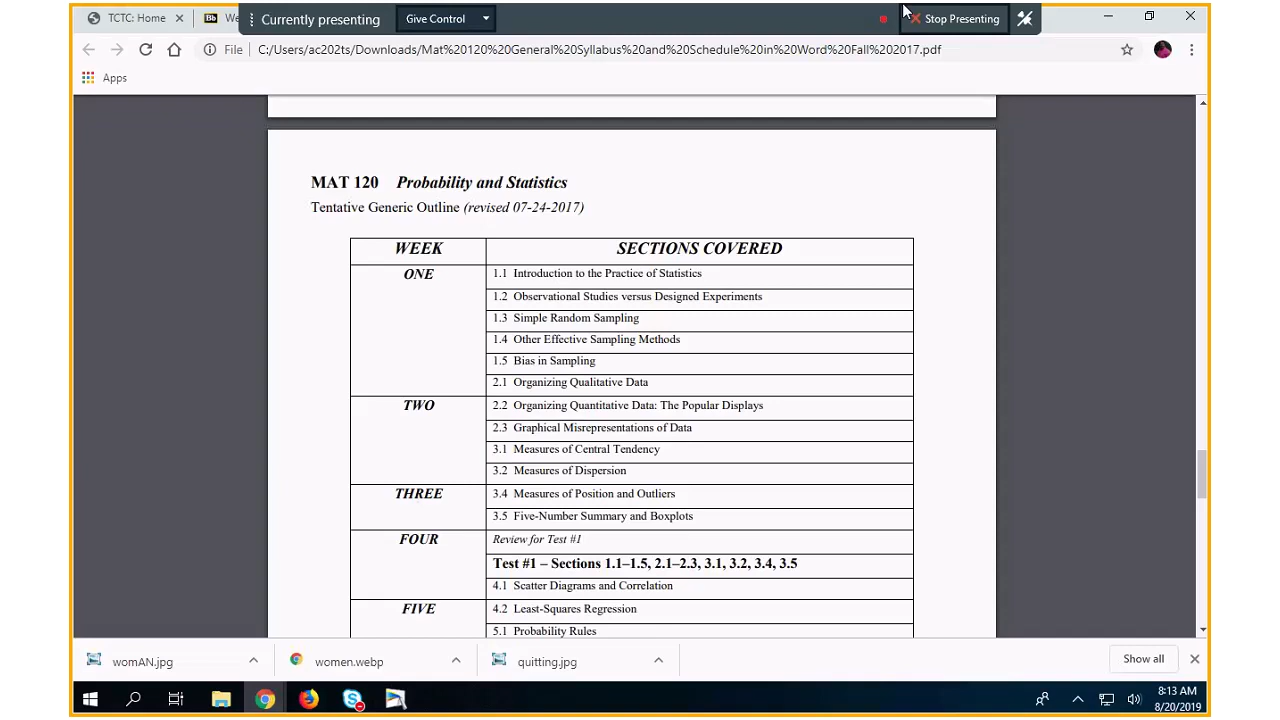 TCTC: Home
Bb We
Currently presenting
Give Control
Stop Presenting
File C:/Users/ac202ts/Downloads/Mat%20120%20General%20Syllabus%20and%20Schedule%20in%20Word%20Fall%202017.pdf
Apps
MAT 120 Probability and Statistics
Tentative Generic Outline (revised 07-24-2017)
WEEK SECTIONS COVERED
ONE 1.1 Introduction to the Practice of Statistics
1.2 Observational Studies versus Designed Experiments
1.3 Simple Random Sampling
1.4 Other Effective Sampling Methods
1.5 Bias in Sampling
2.1 Organizing Qualitative Data
TWO 2.2 Organizing Quantitative Data: The Popular Displays
2.3 Graphical Misrepresentations of Data
3.1 Measures of Central Tendency
3.2 Measures of Dispersion
THREE 3.4 Measures of Position and Outliers
3.5 Five-Number Summary and Boxplots
FOUR Review for Test #1
Test #1 – Sections 1.1–1.5, 2.1–2.3, 3.1, 3.2, 3.4, 3.5
4.1 Scatter Diagrams and Correlation
FIVE 4.2 Least-Squares Regression
5.1 Probability Rules
womAN.jpg
women.webp
quitting.jpg
Show all
8:13 AM
8/20/2019